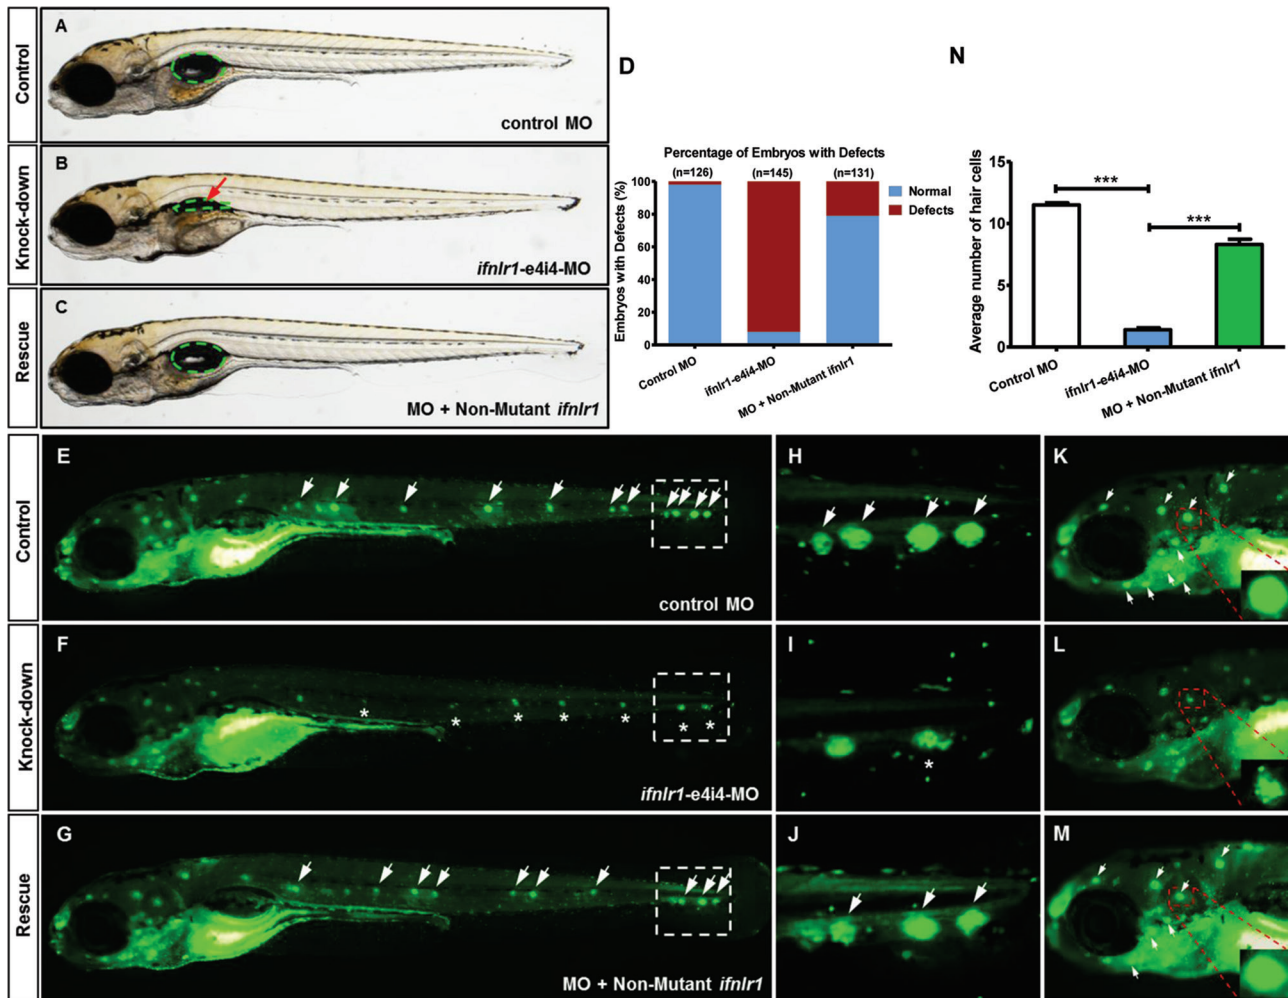 Control
A
control MO
Knock-down
B
ifnlr1-e4i4-MO
Rescue
C
MO + Non-Mutant ifnlr1
D
Percentage of Embryos with Defects
(n=126) (n=145) (n=131)
Embryos with Defects (%)
100
80
60
40
20
0
Normal
Defects
Control MO
ifnlr1-e4i4-MO
MO + Non-Mutant ifnlr1
N
Average number of hair cells
15
10
5
0
***
***
Control MO
ifnlr1-e4i4-MO
MO + Non-Mutant ifnlr1
Control
E
control MO
H
K
Knock-down
F
* * * * * * *
ifnlr1-e4i4-MO
I
*
L
Rescue
G
MO + Non-Mutant ifnlr1
J
M